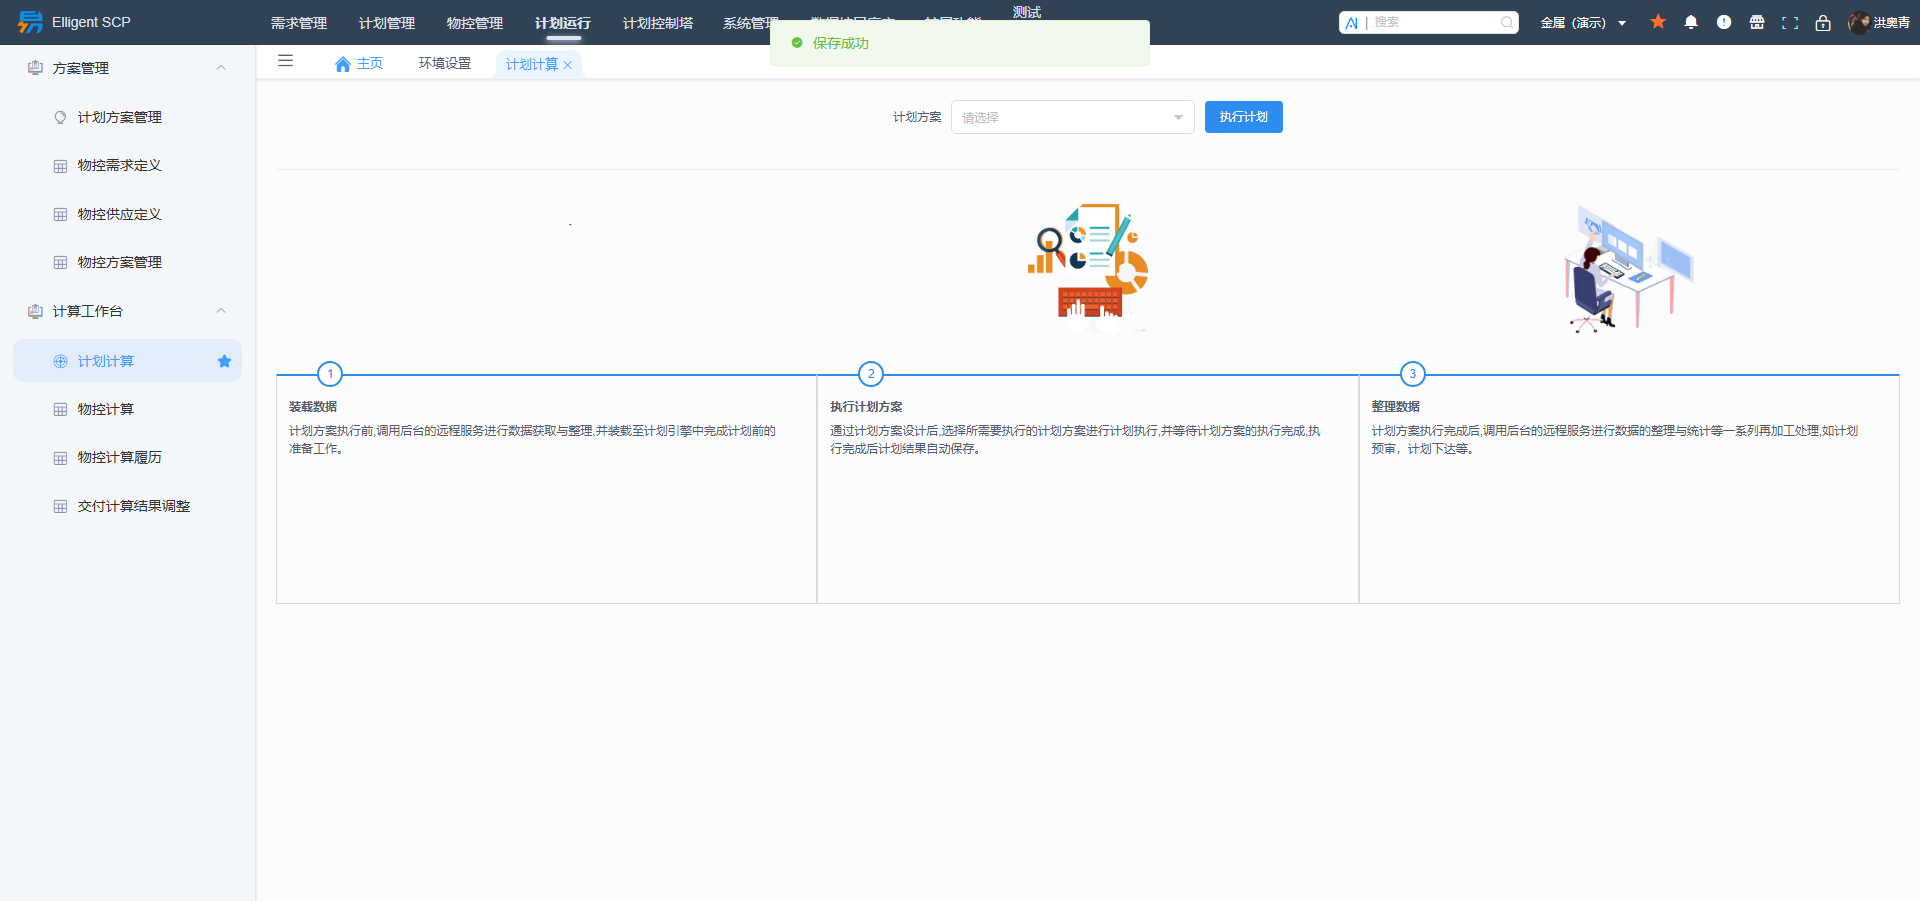 Elligent SCP
需求管理
计划管理
物控管理
计划运行
计划控制塔
系统管理
测试
AI | 搜索
金属（演示）
洪奥青
保存成功
主页
环境设置
计划计算
方案管理
计划方案管理
物控需求定义
物控供应定义
物控方案管理
计算工作台
计划计算
物控计算
物控计算履历
交付计算结果调整
计划方案
请选择
执行计划
1
装载数据
计划方案执行前,调用后台的远程服务进行数据获取与整理,并装载至计划引擎中完成计划前的
准备工作。
2
执行计划方案
通过计划方案设计后,选择所需要执行的计划方案进行计划执行,并等待计划方案的执行完成,执
行完成后计划结果自动保存。
3
整理数据
计划方案执行完成后,调用后台的远程服务进行数据的整理与统计等一系列再加工处理,如计划
预审，计划下达等。